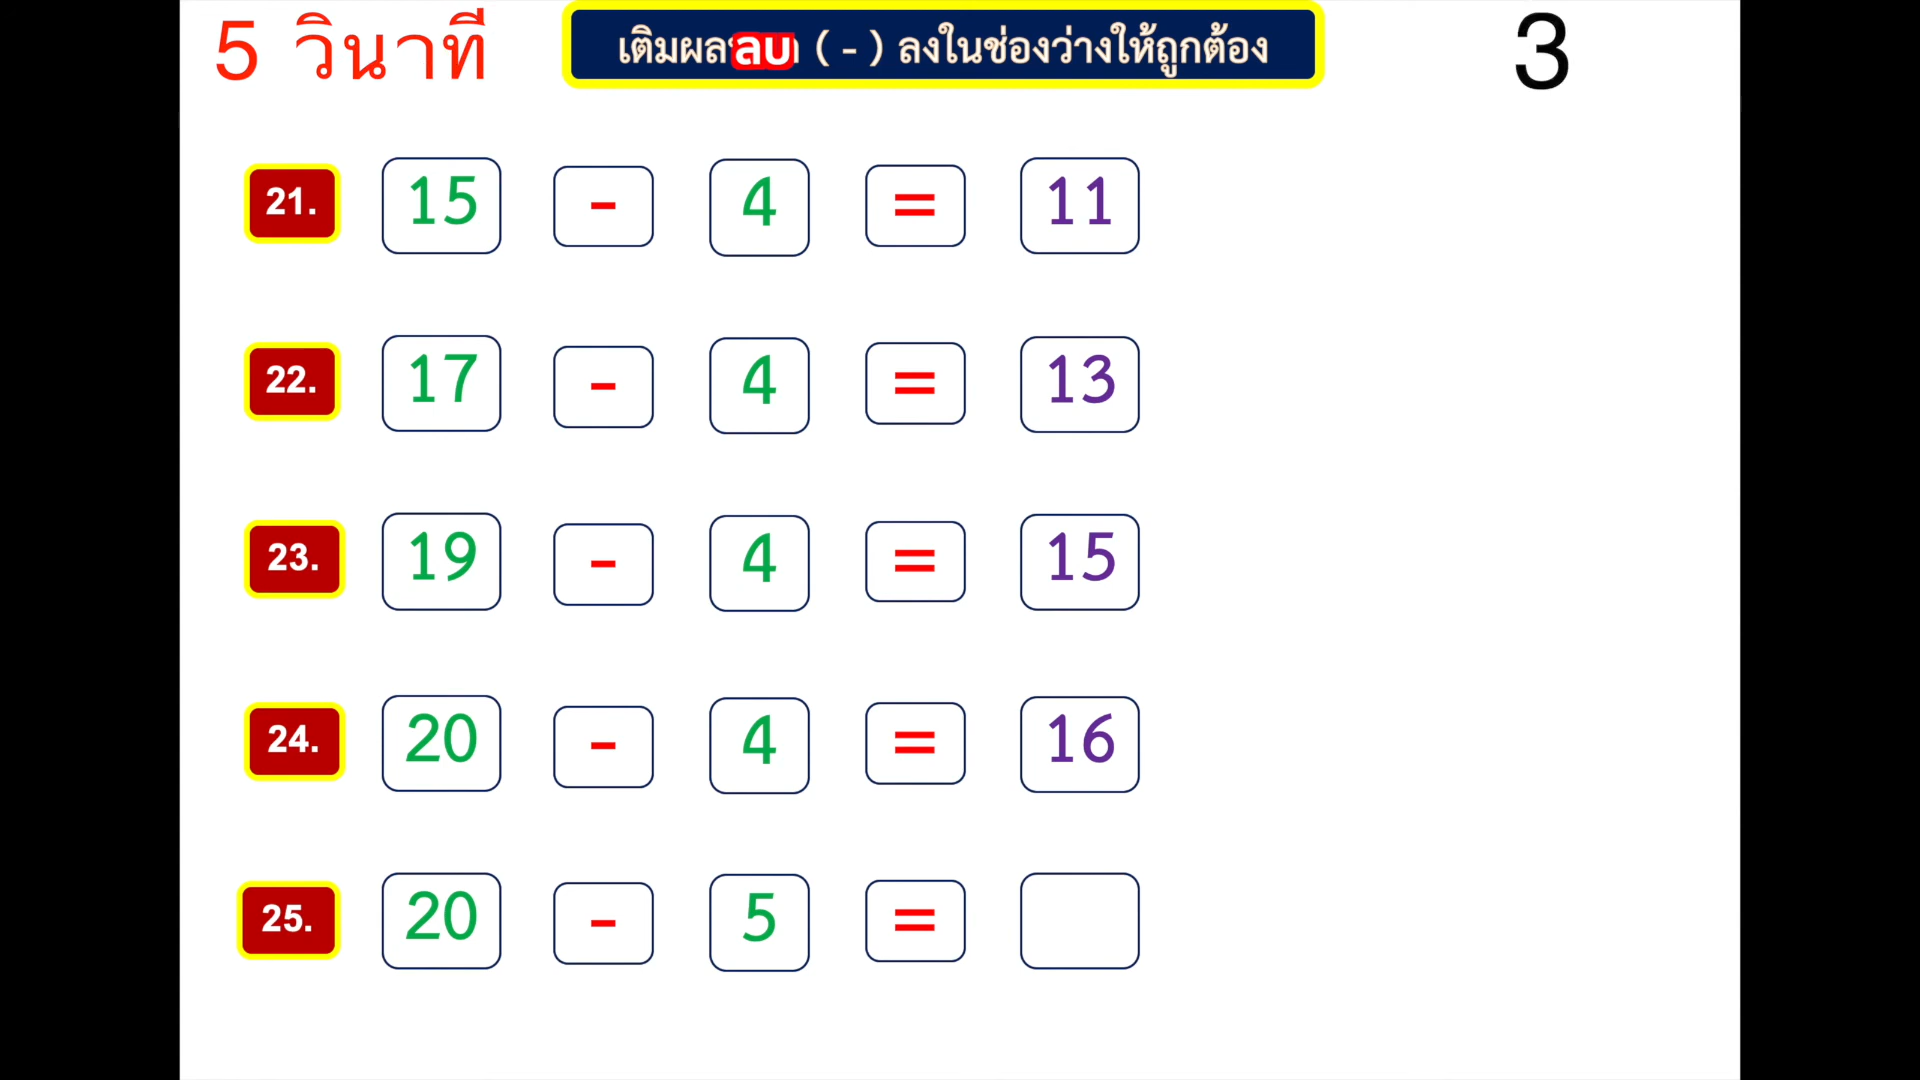 5 วินาที
เติมผลลบ ( - ) ลงในช่องว่างให้ถูกต้อง
3
21. 15 - 4 = 11
22. 17 - 4 = 13
23. 19 - 4 = 15
24. 20 - 4 = 16
25. 20 - 5 =